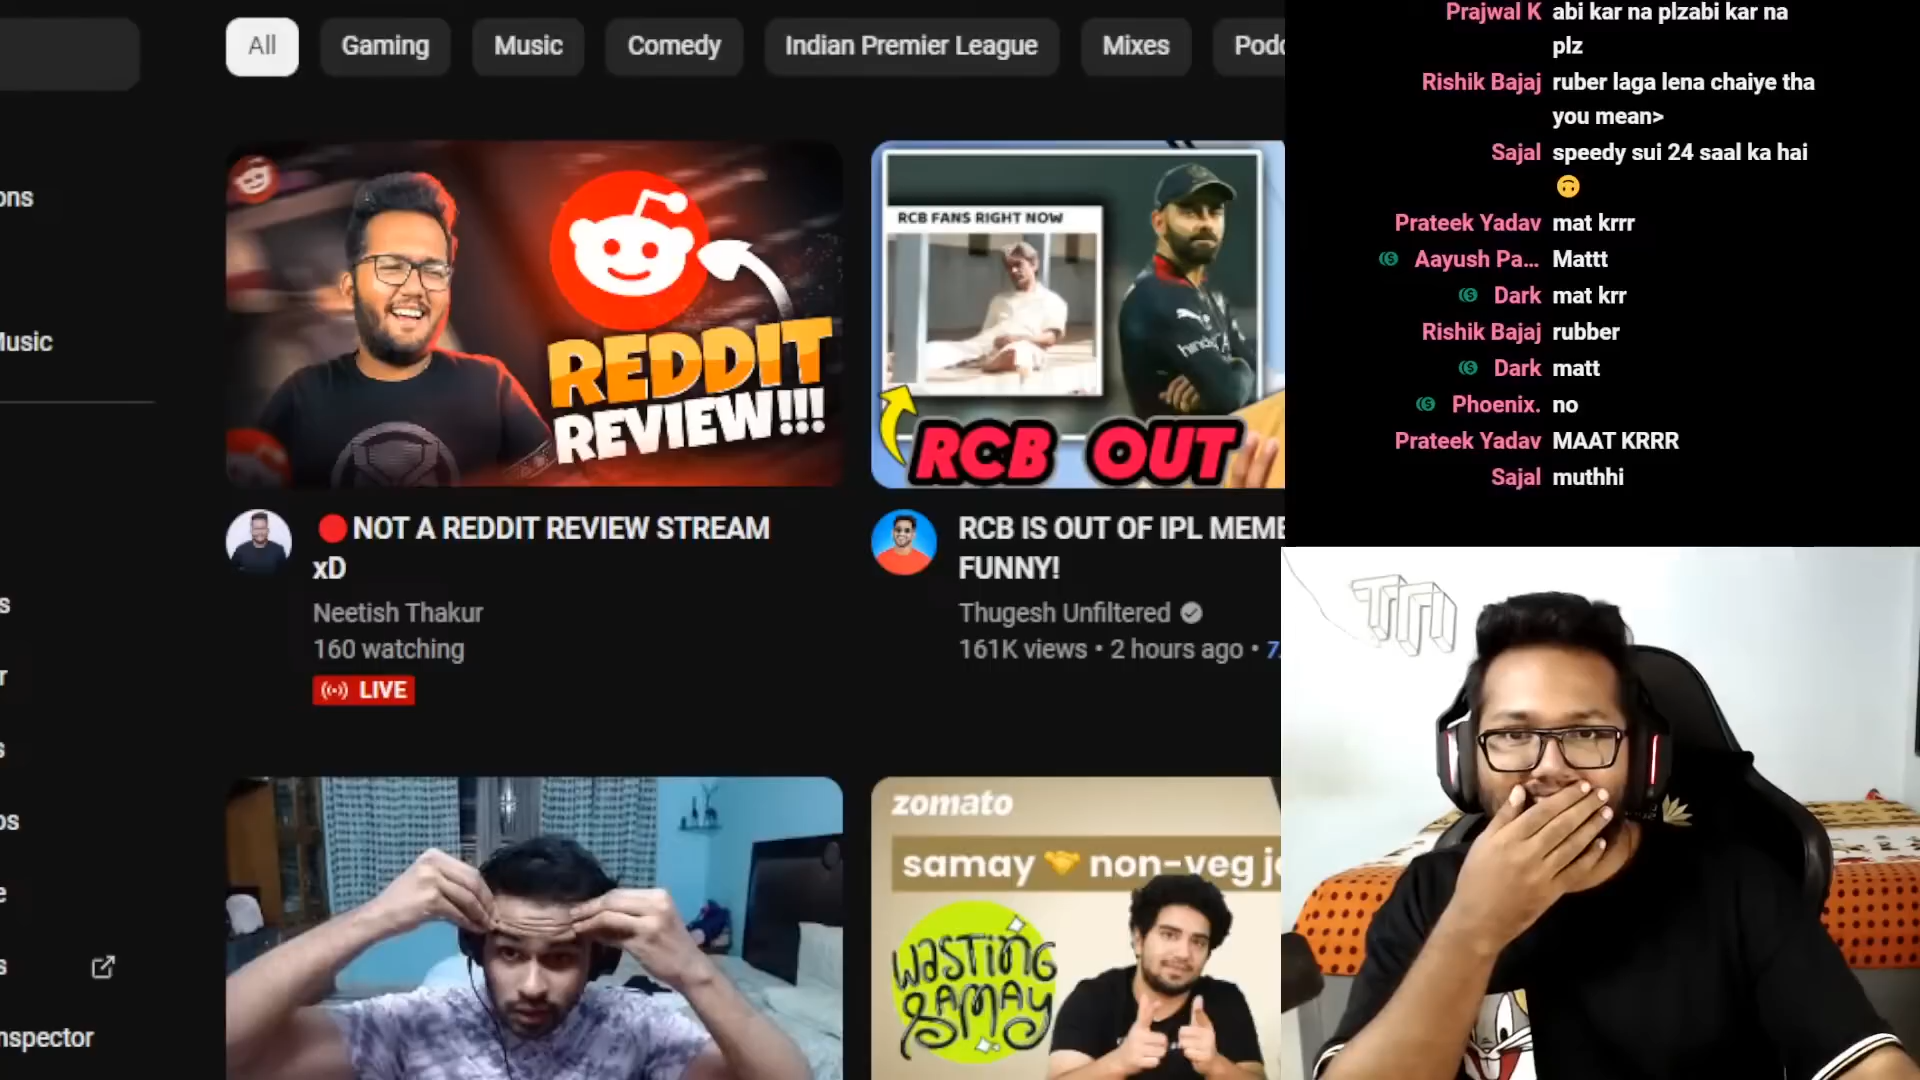 All
Gaming
Music
Comedy
Indian Premier League
Mixes
ons
REDDIT
REVIEW!!!
RCB FANS RIGHT NOW
RCB OUT
🔴NOT A REDDIT REVIEW STREAM
xD
Neetish Thakur
160 watching
LIVE
RCB IS OUT OF IPL MEME
FUNNY!
Thugesh Unfiltered
161K views • 2 hours ago •
nspector
zomato
samay 🤝 non-veg j
WASTING
SAMAY
Prajwal K abi kar na plzabi kar na
plz
Rishik Bajaj ruber laga lena chaiye tha
you mean>
Sajal speedy sui 24 saal ka hai
🙃
Prateek Yadav mat krrr
Aayush Pa... Mattt
Dark mat krr
Rishik Bajaj rubber
Dark matt
Phoenix. no
Prateek Yadav MAAT KRRR
Sajal muthhi